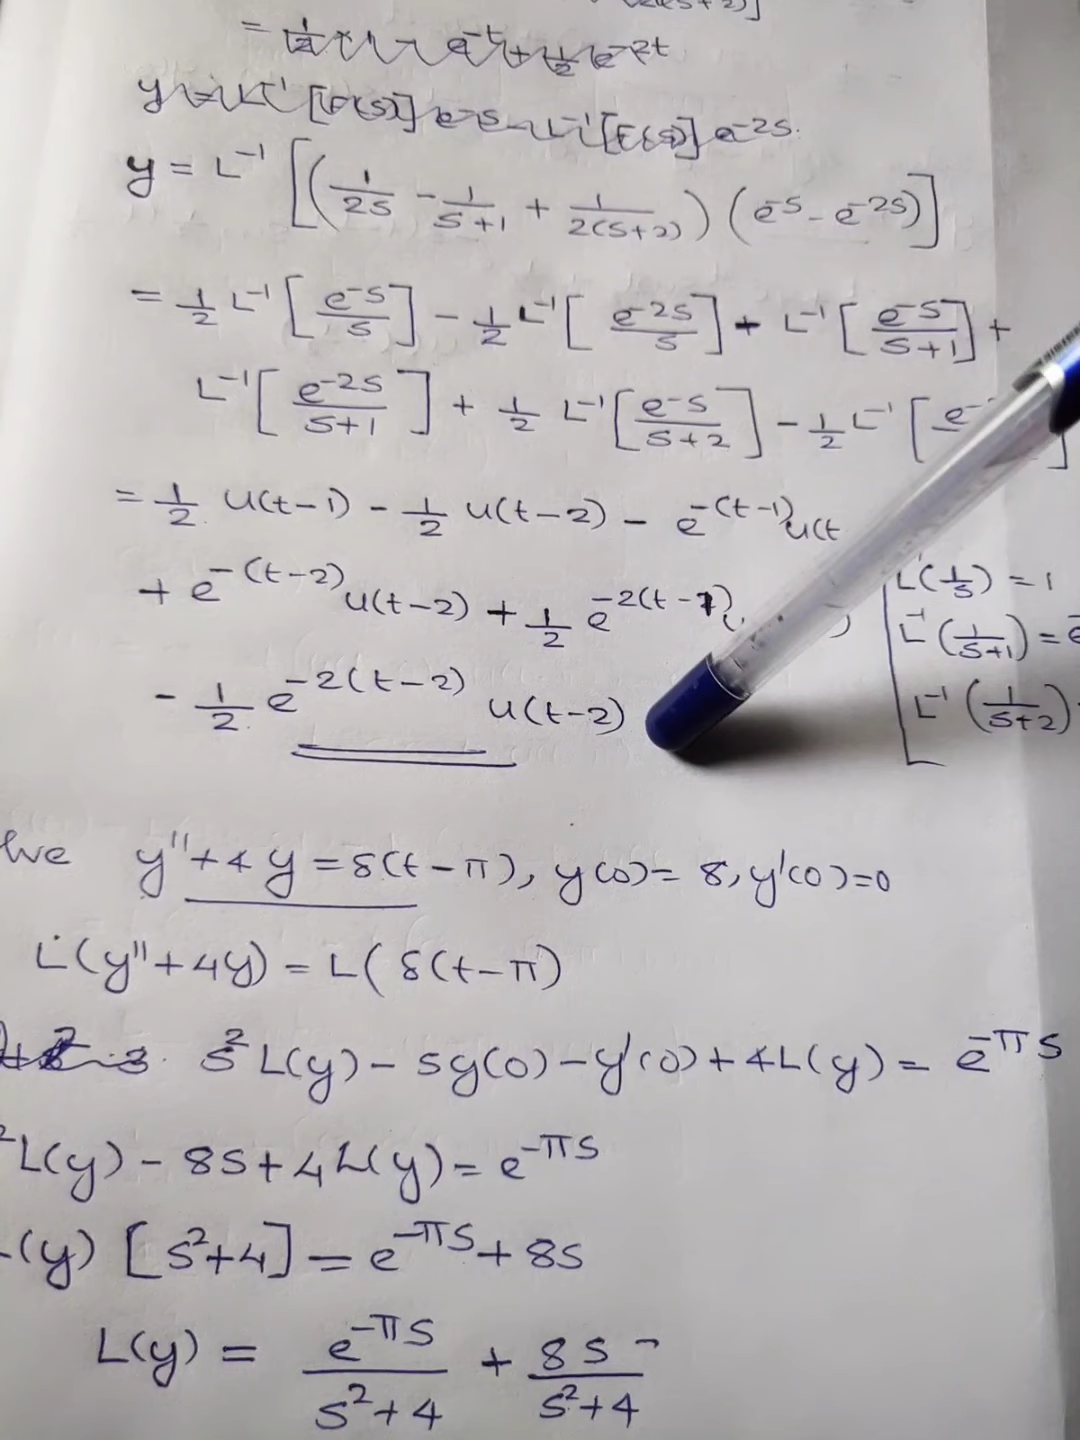 y = L⁻¹ [(1/2s - 1/s+1 + 1/2(s+2)) (e⁻ˢ - e⁻²ˢ)]
= 1/2 L⁻¹ [e⁻ˢ/s] - 1/2 L⁻¹ [e⁻²ˢ/s] - L⁻¹ [e⁻ˢ/s+1] +
L⁻¹ [e⁻²ˢ/s+1] + 1/2 L⁻¹ [e⁻ˢ/s+2] - 1/2 L⁻¹ [e⁻
= 1/2 u(t-1) - 1/2 u(t-2) - e^-(t-1) u(t
+ e^-(t-2) u(t-2) + 1/2 e^-2(t-1)
L⁻¹(1/s) = 1
L⁻¹(1/s+1) = e⁻
- 1/2 e^-2(t-2) u(t-2)
L⁻¹(1/s+2)
lve y''+4y = δ(t-π), y(0) = 8, y'(0)=0
L(y''+4y) = L(δ(t-π)
s² L(y) - sy(0) - y'(0) + 4L(y) = e^-πs
²L(y) - 8s + 4L(y) = e^-πs
(y) [s²+4] = e^-πs + 8s
L(y) = e^-πs/s²+4 + 8s/s²+4